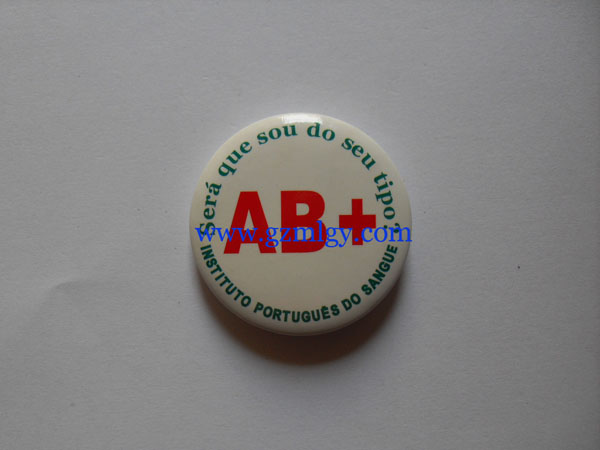 Será que sou do seu tipo?
AB+
www.gzmlgy.com
INSTITUTO PORTUGUÊS DO SANGUE